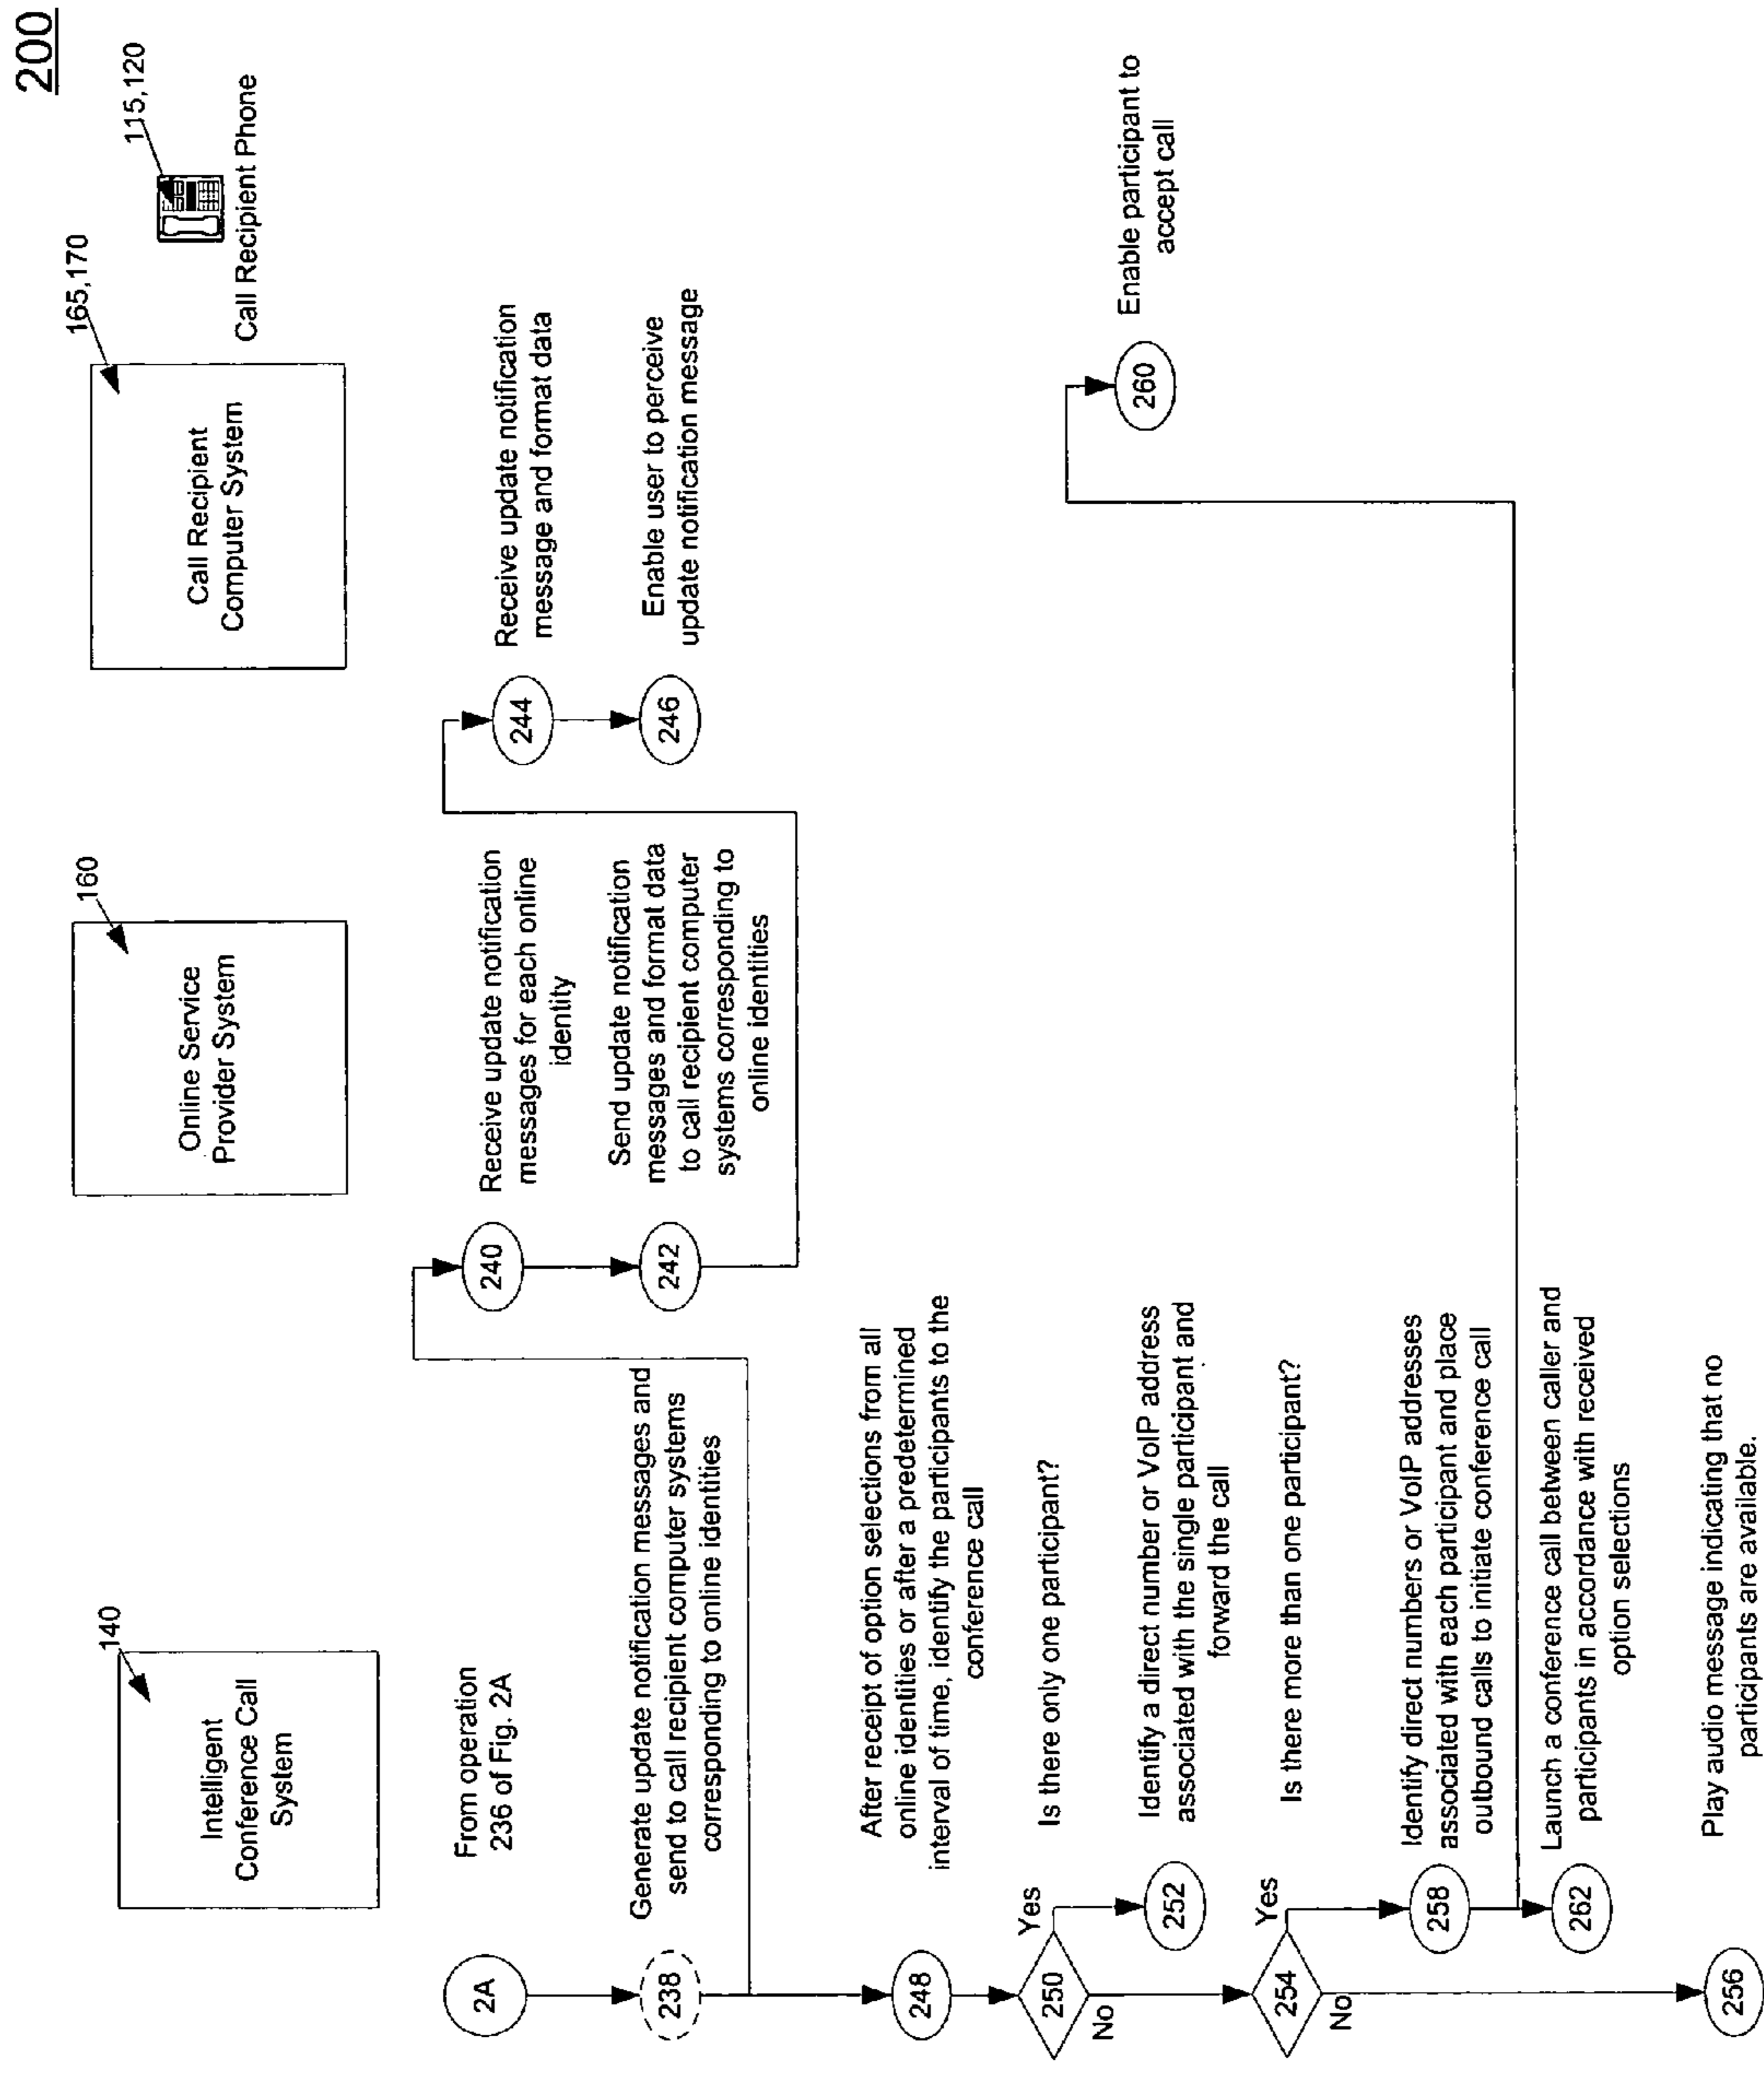 200
140
Intelligent
Conference Call
System
160
Online Service
Provider System
165,170
Call Recipient
Computer System
115,120
Call Recipient Phone
2A
From operation
236 of Fig. 2A
238
Generate update notification messages and
send to call recipient computer systems
corresponding to online identities
240
Receive update notification
messages for each online
identity
242
Send update notification
messages and format data
to call recipient computer
systems corresponding to
online identities
244
Receive update notification
message and format data
246
Enable user to perceive
update notification message
248
After receipt of option selections from all
online identities or after a predetermined
interval of time, identify the participants to the
conference call
250
Yes
No
Is there only one participant?
252
Identify a direct number or VoIP address
associated with the single participant and
forward the call
254
Yes
No
Is there more than one participant?
258
Identify direct numbers or VoIP addresses
associated with each participant and place
outbound calls to initiate conference call
260
Enable participant to
accept call
262
Launch a conference call between caller and
participants in accordance with received
option selections
256
Play audio message indicating that no
participants are available.